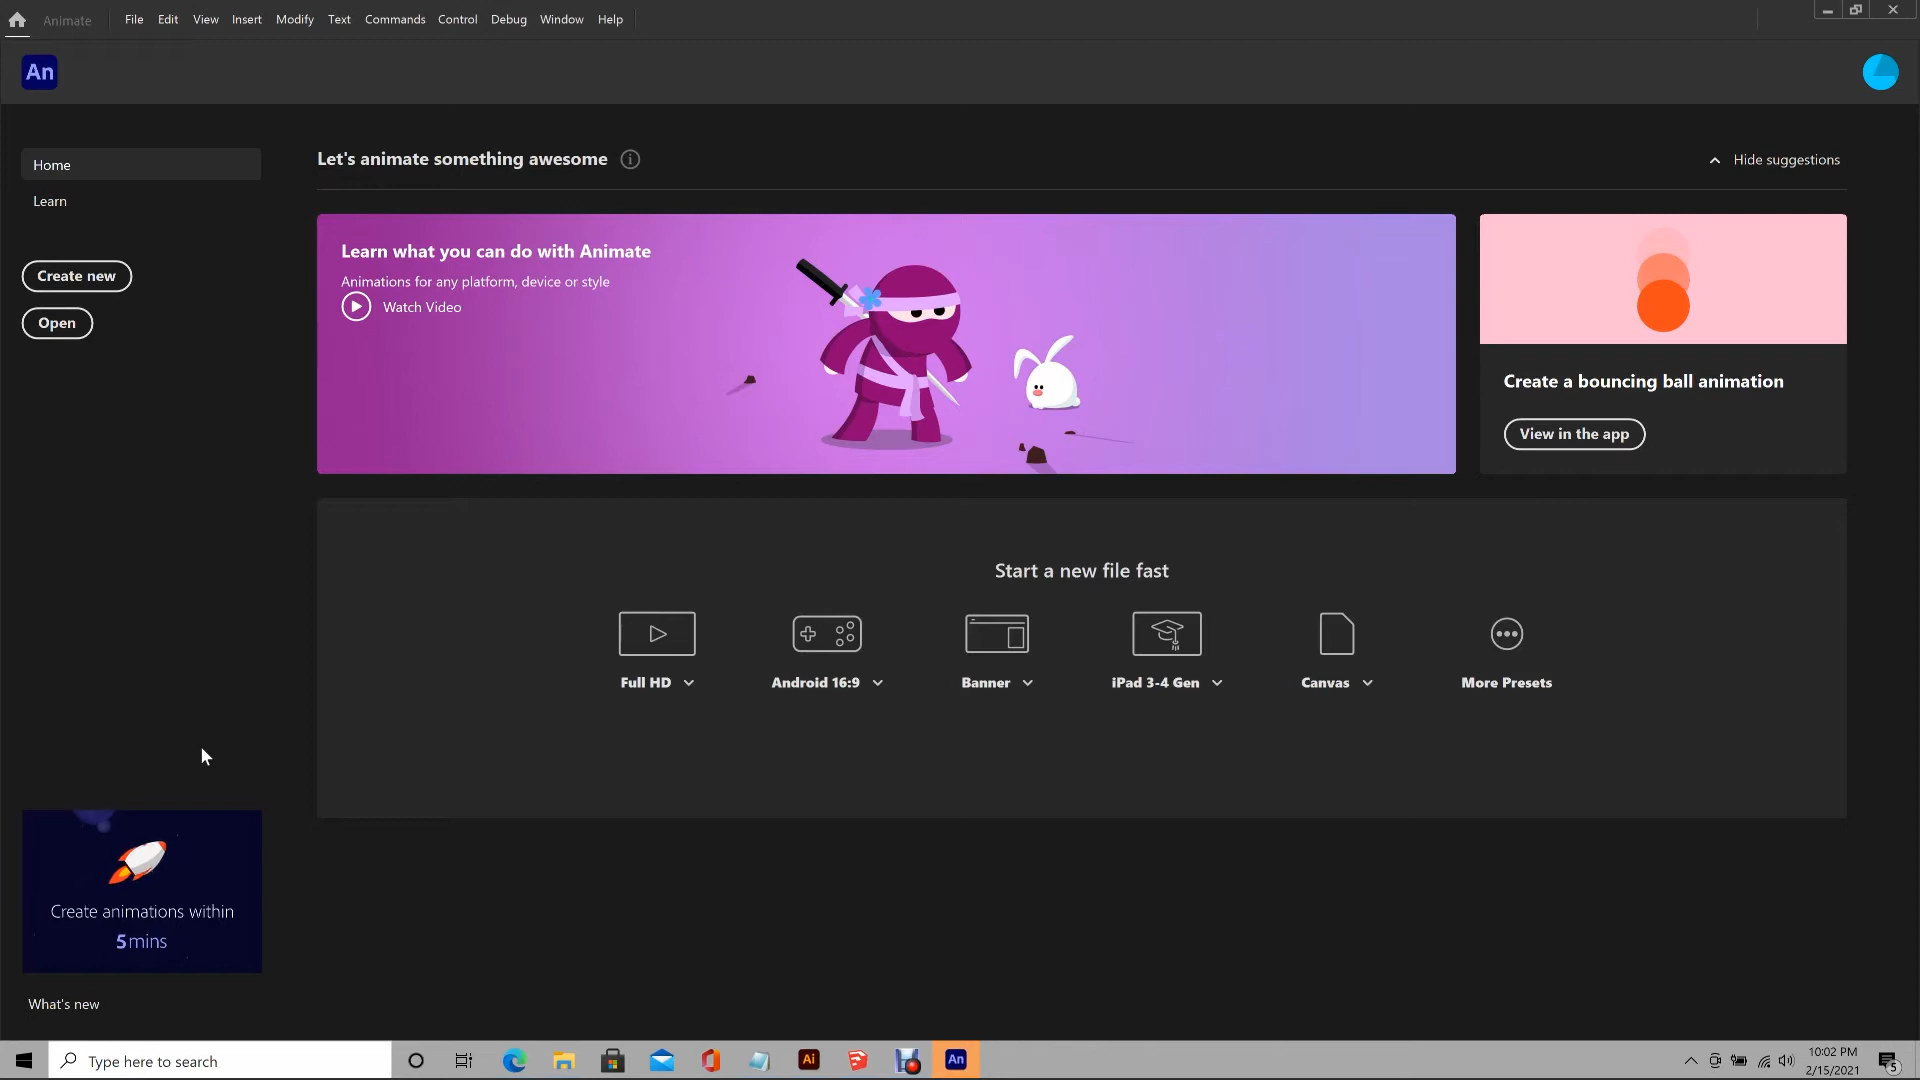 Animate File Edit View Insert Modify Text Commands Control Debug Window Help
An
Home
Learn
Create new
Open
Let's animate something awesome
Hide suggestions
Learn what you can do with Animate
Animations for any platform, device or style
Watch Video
Create a bouncing ball animation
View in the app
Start a new file fast
Full HD Android 16:9 Banner iPad 3-4 Gen Canvas More Presets
Create animations within
5 mins
What's new
Type here to search
Ai
An
10:02 PM
2/15/2021
5